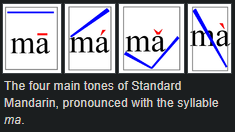 mā má mǎ mà
The four main tones of Standard
Mandarin, pronounced with the syllable
ma.